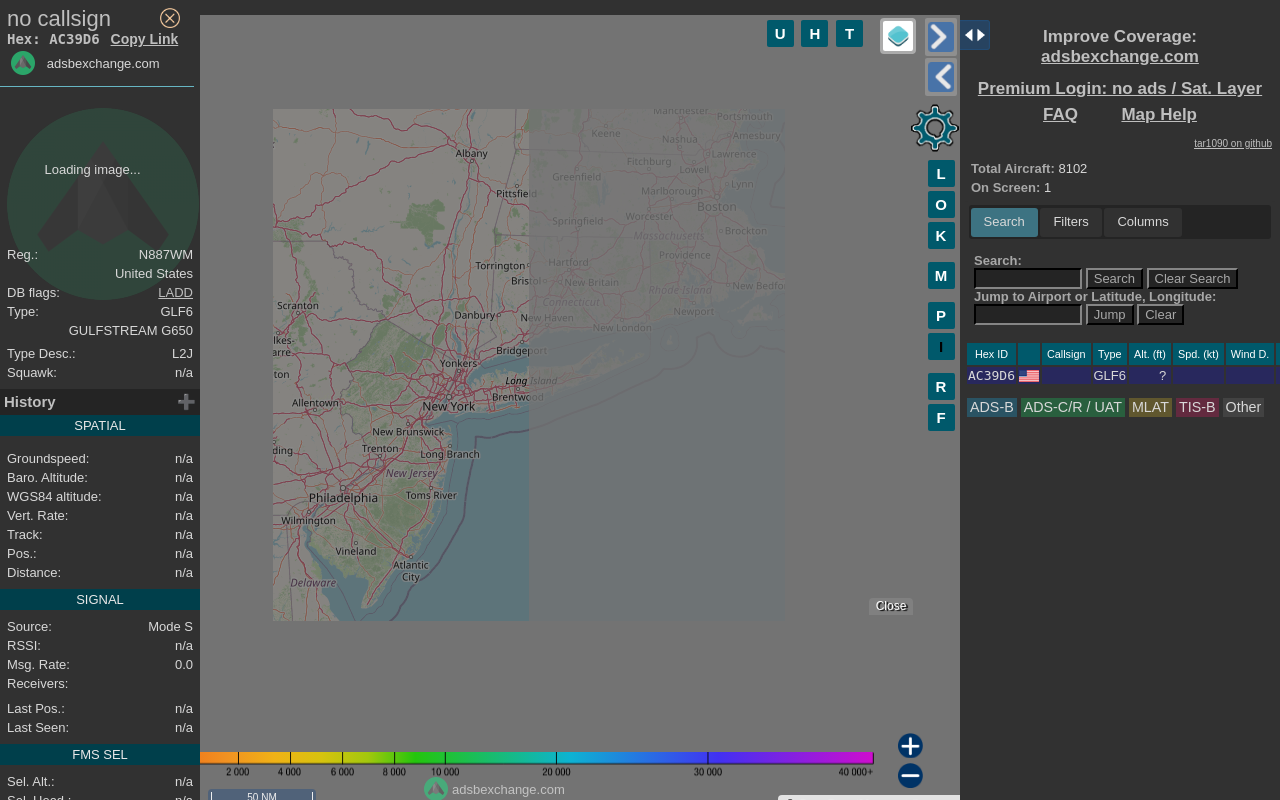 no callsign
Hex: AC39D6 Copy Link
adsbexchange.com
Loading image...
Reg.: N887WM
United States
DB flags: LADD
Type: GLF6
GULFSTREAM G650
Type Desc.: L2J
Squawk: n/a
History
SPATIAL
Groundspeed: n/a
Baro. Altitude: n/a
WGS84 altitude: n/a
Vert. Rate: n/a
Track: n/a
Pos.: n/a
Distance: n/a
SIGNAL
Source: Mode S
RSSI: n/a
Msg. Rate: 0.0
Receivers:
Last Pos.: n/a
Last Seen: n/a
FMS SEL
Sel. Alt.: n/a
Sel. Head.: n/a
U H T
L
O
K
M
P
I
R
F
Manchester
Portsmouth
Keene
Nashua
Amesbury
Albany
Fitchburg
Lawrence
Greenfield
Lowell
Pittsfield
Marlborough
Lynn
Worcester
Boston
Springfield
Massachusetts
Brockton
Torrington
Hartford
Providence
Bristol
New Britain
Rhode Island
New Bedfo
Scranton
Connecticut
Danbury
New Haven
Newport
New London
lkes-
arre
Bridgeport
Yonkers
ton
Long Island
Allentown
New York
Brentwood
New Brunswick
ding
Trenton
Long Branch
New Jersey
Philadelphia
Toms River
Wilmington
Vineland
Atlantic
City
Delaware
Close
2 000 4 000 6 000 8 000 10 000 20 000 30 000 40 000+
adsbexchange.com
50 NM
Improve Coverage:
adsbexchange.com
Premium Login: no ads / Sat. Layer
FAQ Map Help
tar1090 on github
Total Aircraft: 8102
On Screen: 1
Search Filters Columns
Search:
Search Clear Search
Jump to Airport or Latitude, Longitude:
Jump Clear
Hex ID Callsign Type Alt. (ft) Spd. (kt) Wind D.
AC39D6 GLF6 ?
ADS-B ADS-C/R / UAT MLAT TIS-B Other